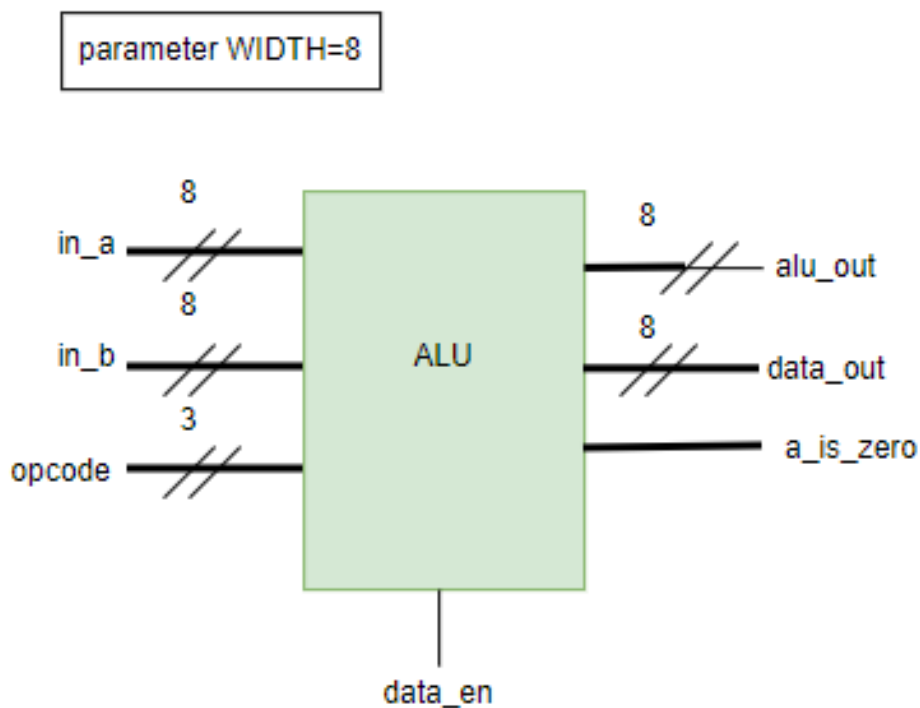 parameter WIDTH=8
8
in_a
8
in_b
3
opcode
ALU
8
alu_out
8
data_out
a_is_zero
data_en